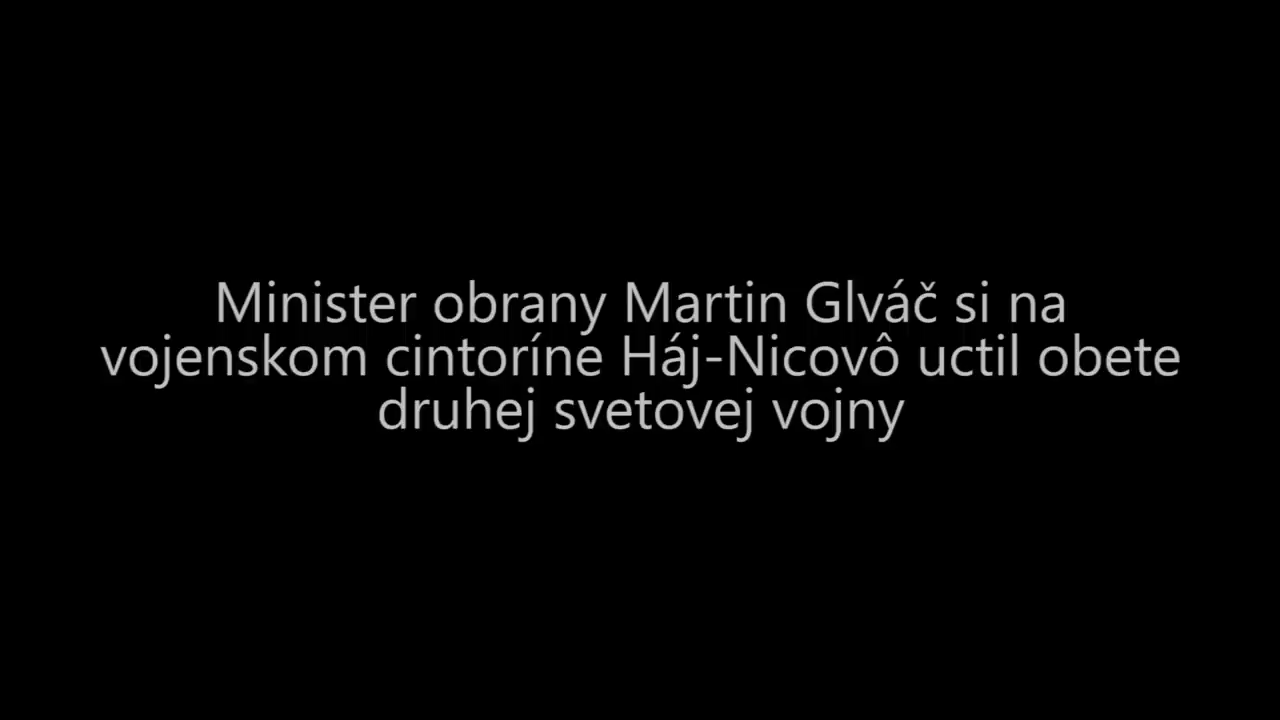 Minister obrany Martin Glváč si na
vojenskom cintoríne Háj-Nicovô uctil obete
druhej svetovej vojny